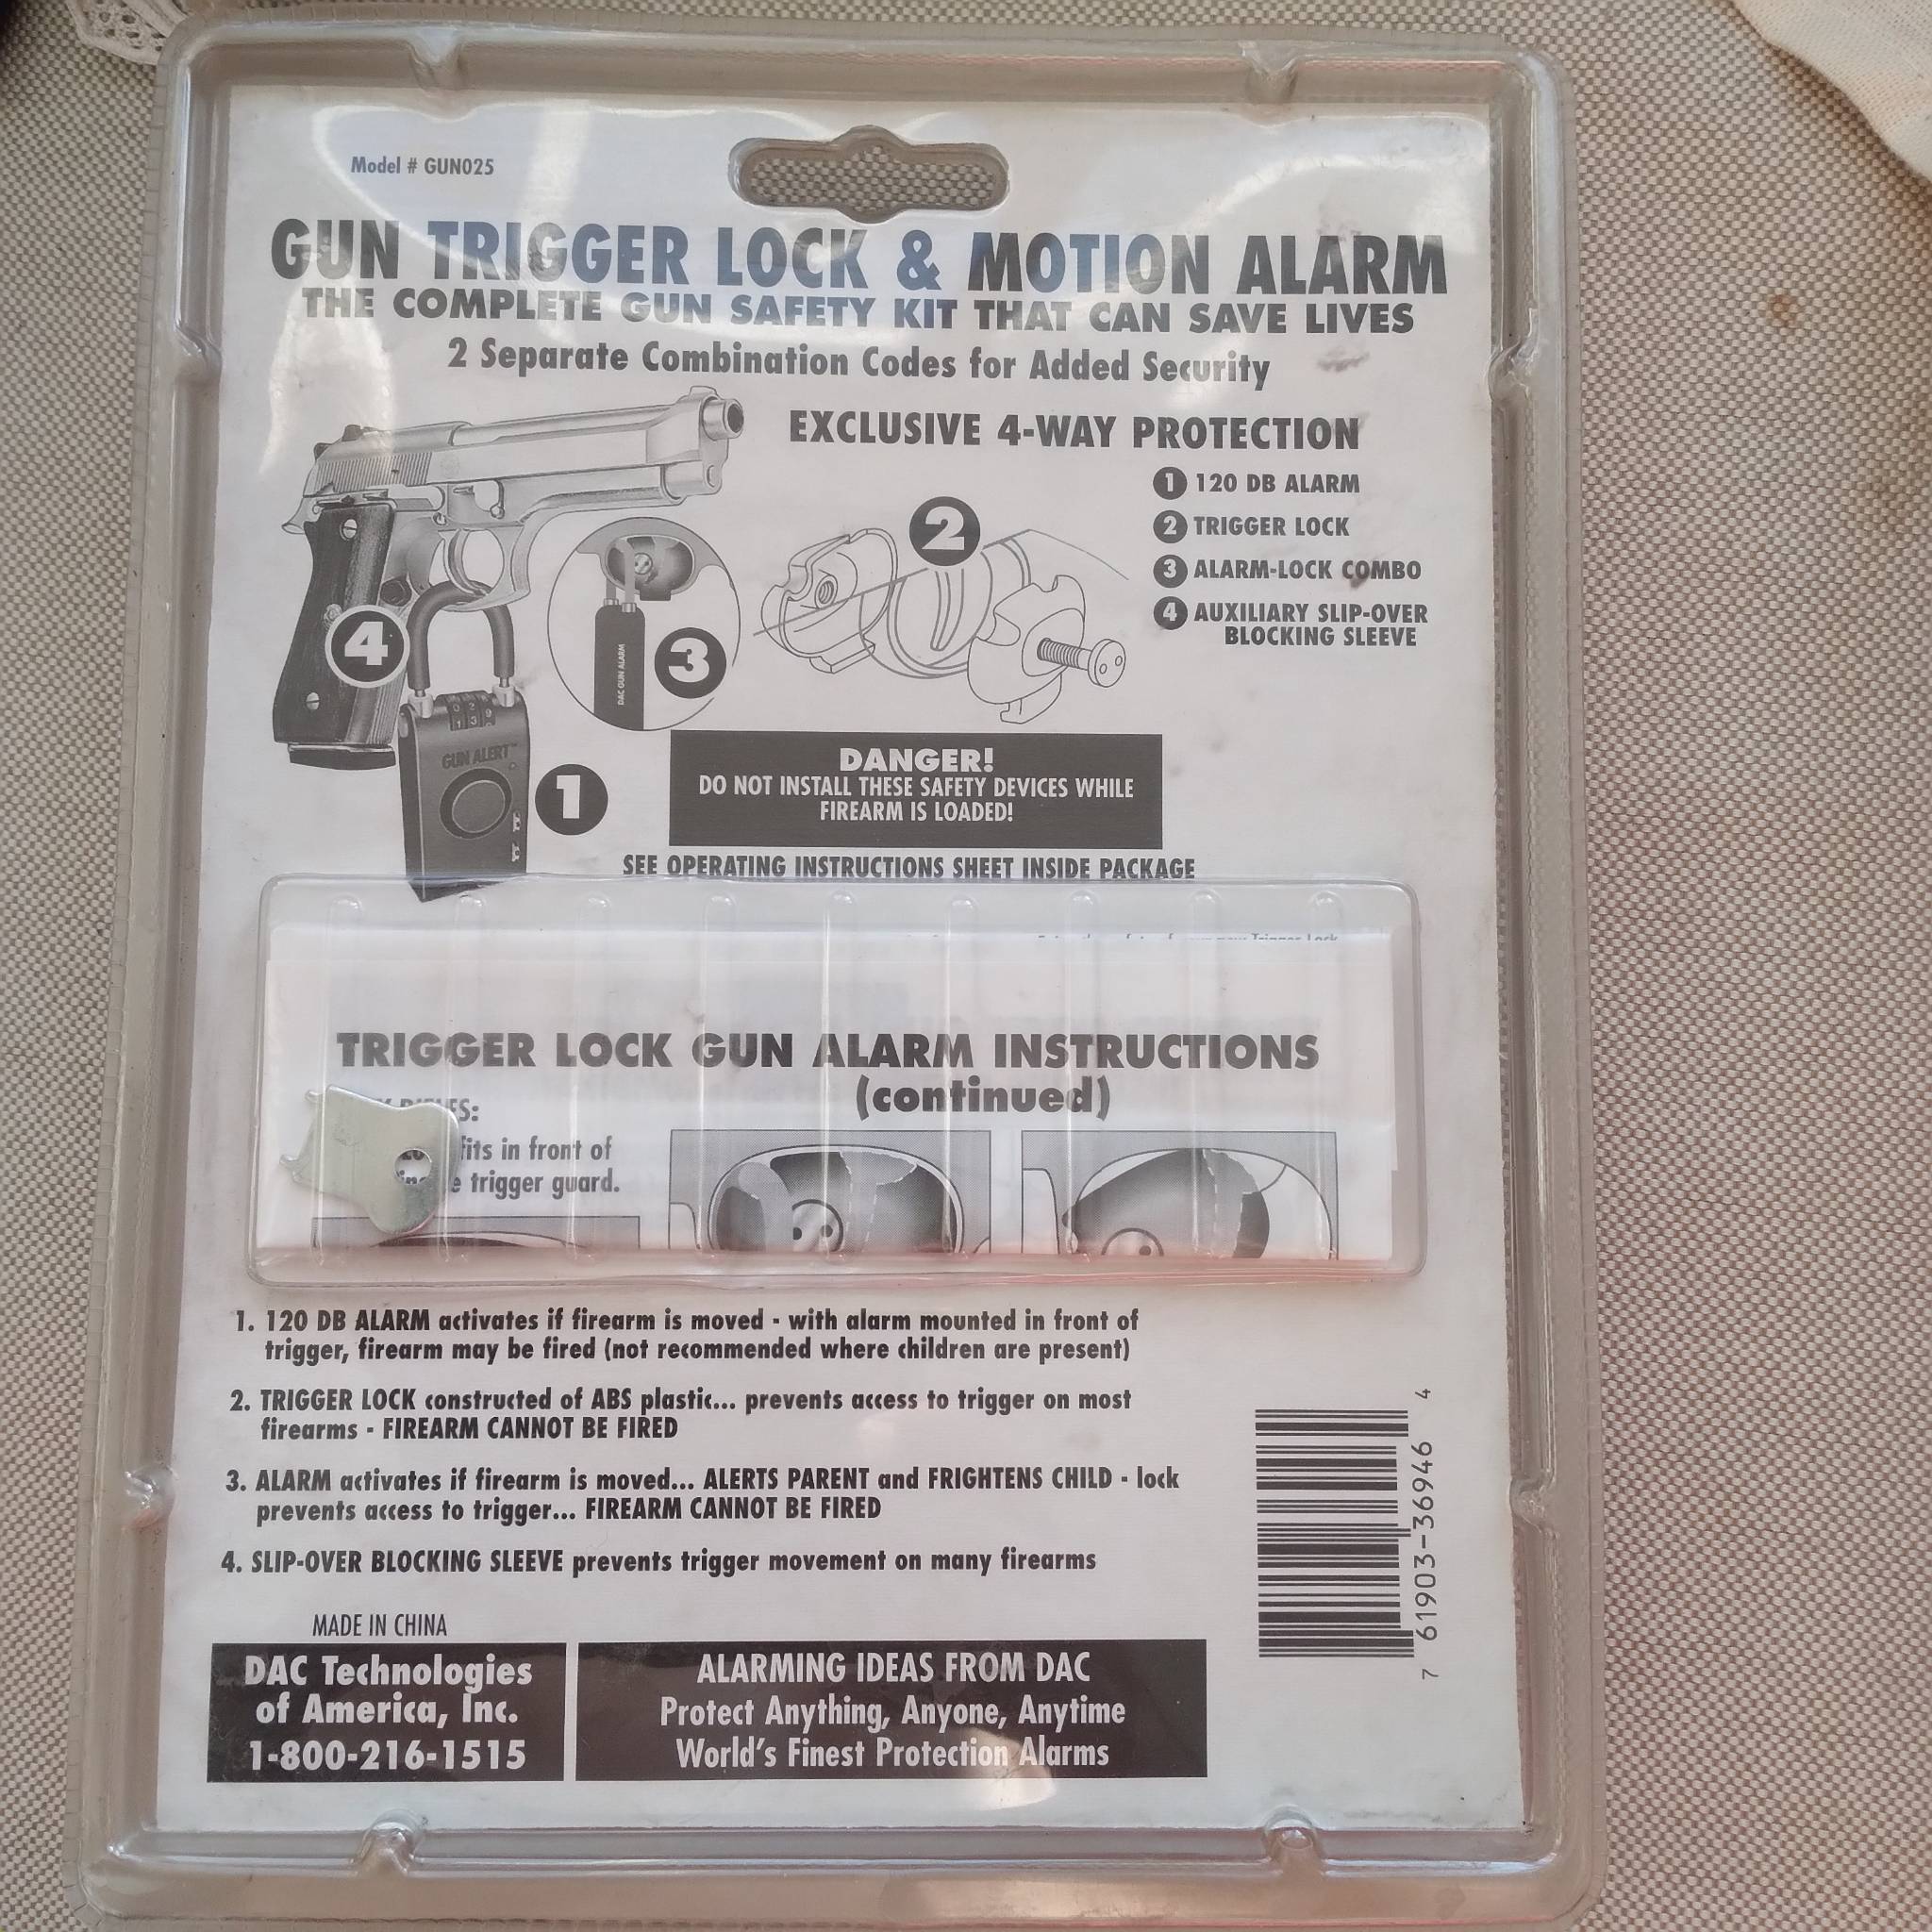 Model # GUN025
GUN TRIGGER LOCK & MOTION ALARM
THE COMPLETE GUN SAFETY KIT THAT CAN SAVE LIVES
2 Separate Combination Codes for Added Security
EXCLUSIVE 4-WAY PROTECTION
1 120 DB ALARM
2 TRIGGER LOCK
3 ALARM-LOCK COMBO
4 AUXILIARY SLIP-OVER
BLOCKING SLEEVE
2
4
3
DAC GUN ALARM
GUN ALERT™
1
DANGER!
DO NOT INSTALL THESE SAFETY DEVICES WHILE
FIREARM IS LOADED!
SEE OPERATING INSTRUCTIONS SHEET INSIDE PACKAGE
Trigger Lock
TRIGGER LOCK GUN ALARM INSTRUCTIONS
(continued)
fits in front of
trigger guard.
1. 120 DB ALARM activates if firearm is moved - with alarm mounted in front of
trigger, firearm may be fired (not recommended where children are present)
2. TRIGGER LOCK constructed of ABS plastic... prevents access to trigger on most
firearms - FIREARM CANNOT BE FIRED
3. ALARM activates if firearm is moved... ALERTS PARENT and FRIGHTENS CHILD - lock
prevents access to trigger... FIREARM CANNOT BE FIRED
4. SLIP-OVER BLOCKING SLEEVE prevents trigger movement on many firearms
MADE IN CHINA
DAC Technologies
of America, Inc.
1-800-216-1515
ALARMING IDEAS FROM DAC
Protect Anything, Anyone, Anytime
World's Finest Protection Alarms
7 61903-36946 4